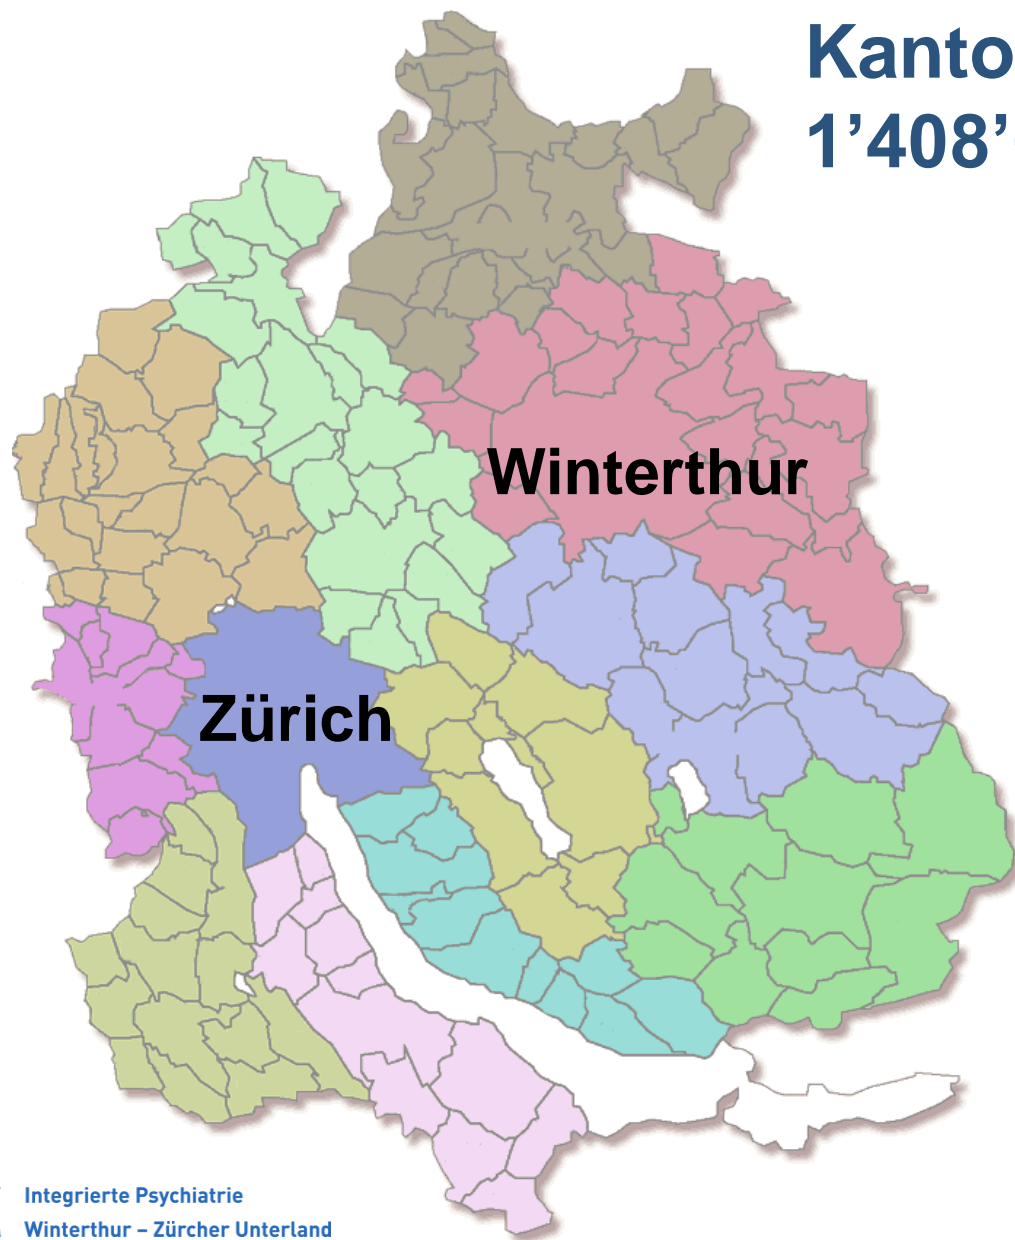 Kanto
1’408’
Winterthur
Zürich
Integrierte Psychiatrie
Winterthur – Zürcher Unterland